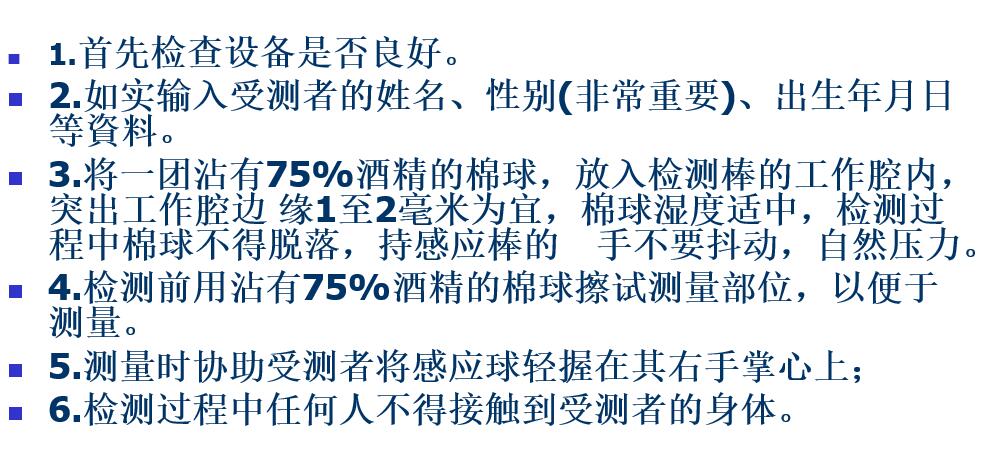 1.首先检查设备是否良好。
2.如实输入受测者的姓名、性别(非常重要)、出生年月日
等資料。
3.将一团沾有75%酒精的棉球，放入检测棒的工作腔内，
突出工作腔边 缘1至2毫米为宜，棉球湿度适中，检测过
程中棉球不得脱落，持感应棒的　手不要抖动，自然压力。
4.检测前用沾有75%酒精的棉球擦试测量部位，以便于
测量。
5.测量时协助受测者将感应球轻握在其右手掌心上；
6.检测过程中任何人不得接触到受测者的身体。